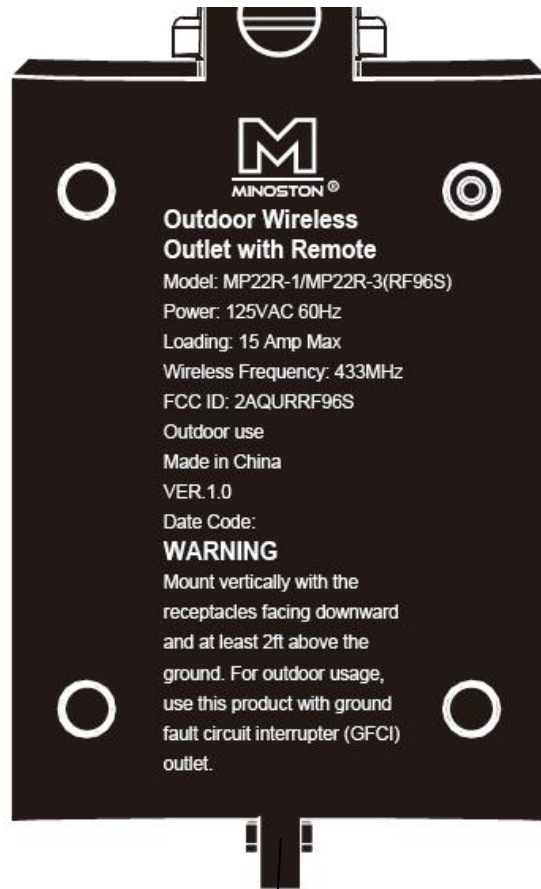 M
MINOSTON ®
Outdoor Wireless
Outlet with Remote
Model: MP22R-1/MP22R-3(RF96S)
Power: 125VAC 60Hz
Loading: 15 Amp Max
Wireless Frequency: 433MHz
FCC ID: 2AQURRF96S
Outdoor use
Made in China
VER.1.0
Date Code:
WARNING
Mount vertically with the
receptacles facing downward
and at least 2ft above the
ground. For outdoor usage,
use this product with ground
fault circuit interrupter (GFCI)
outlet.